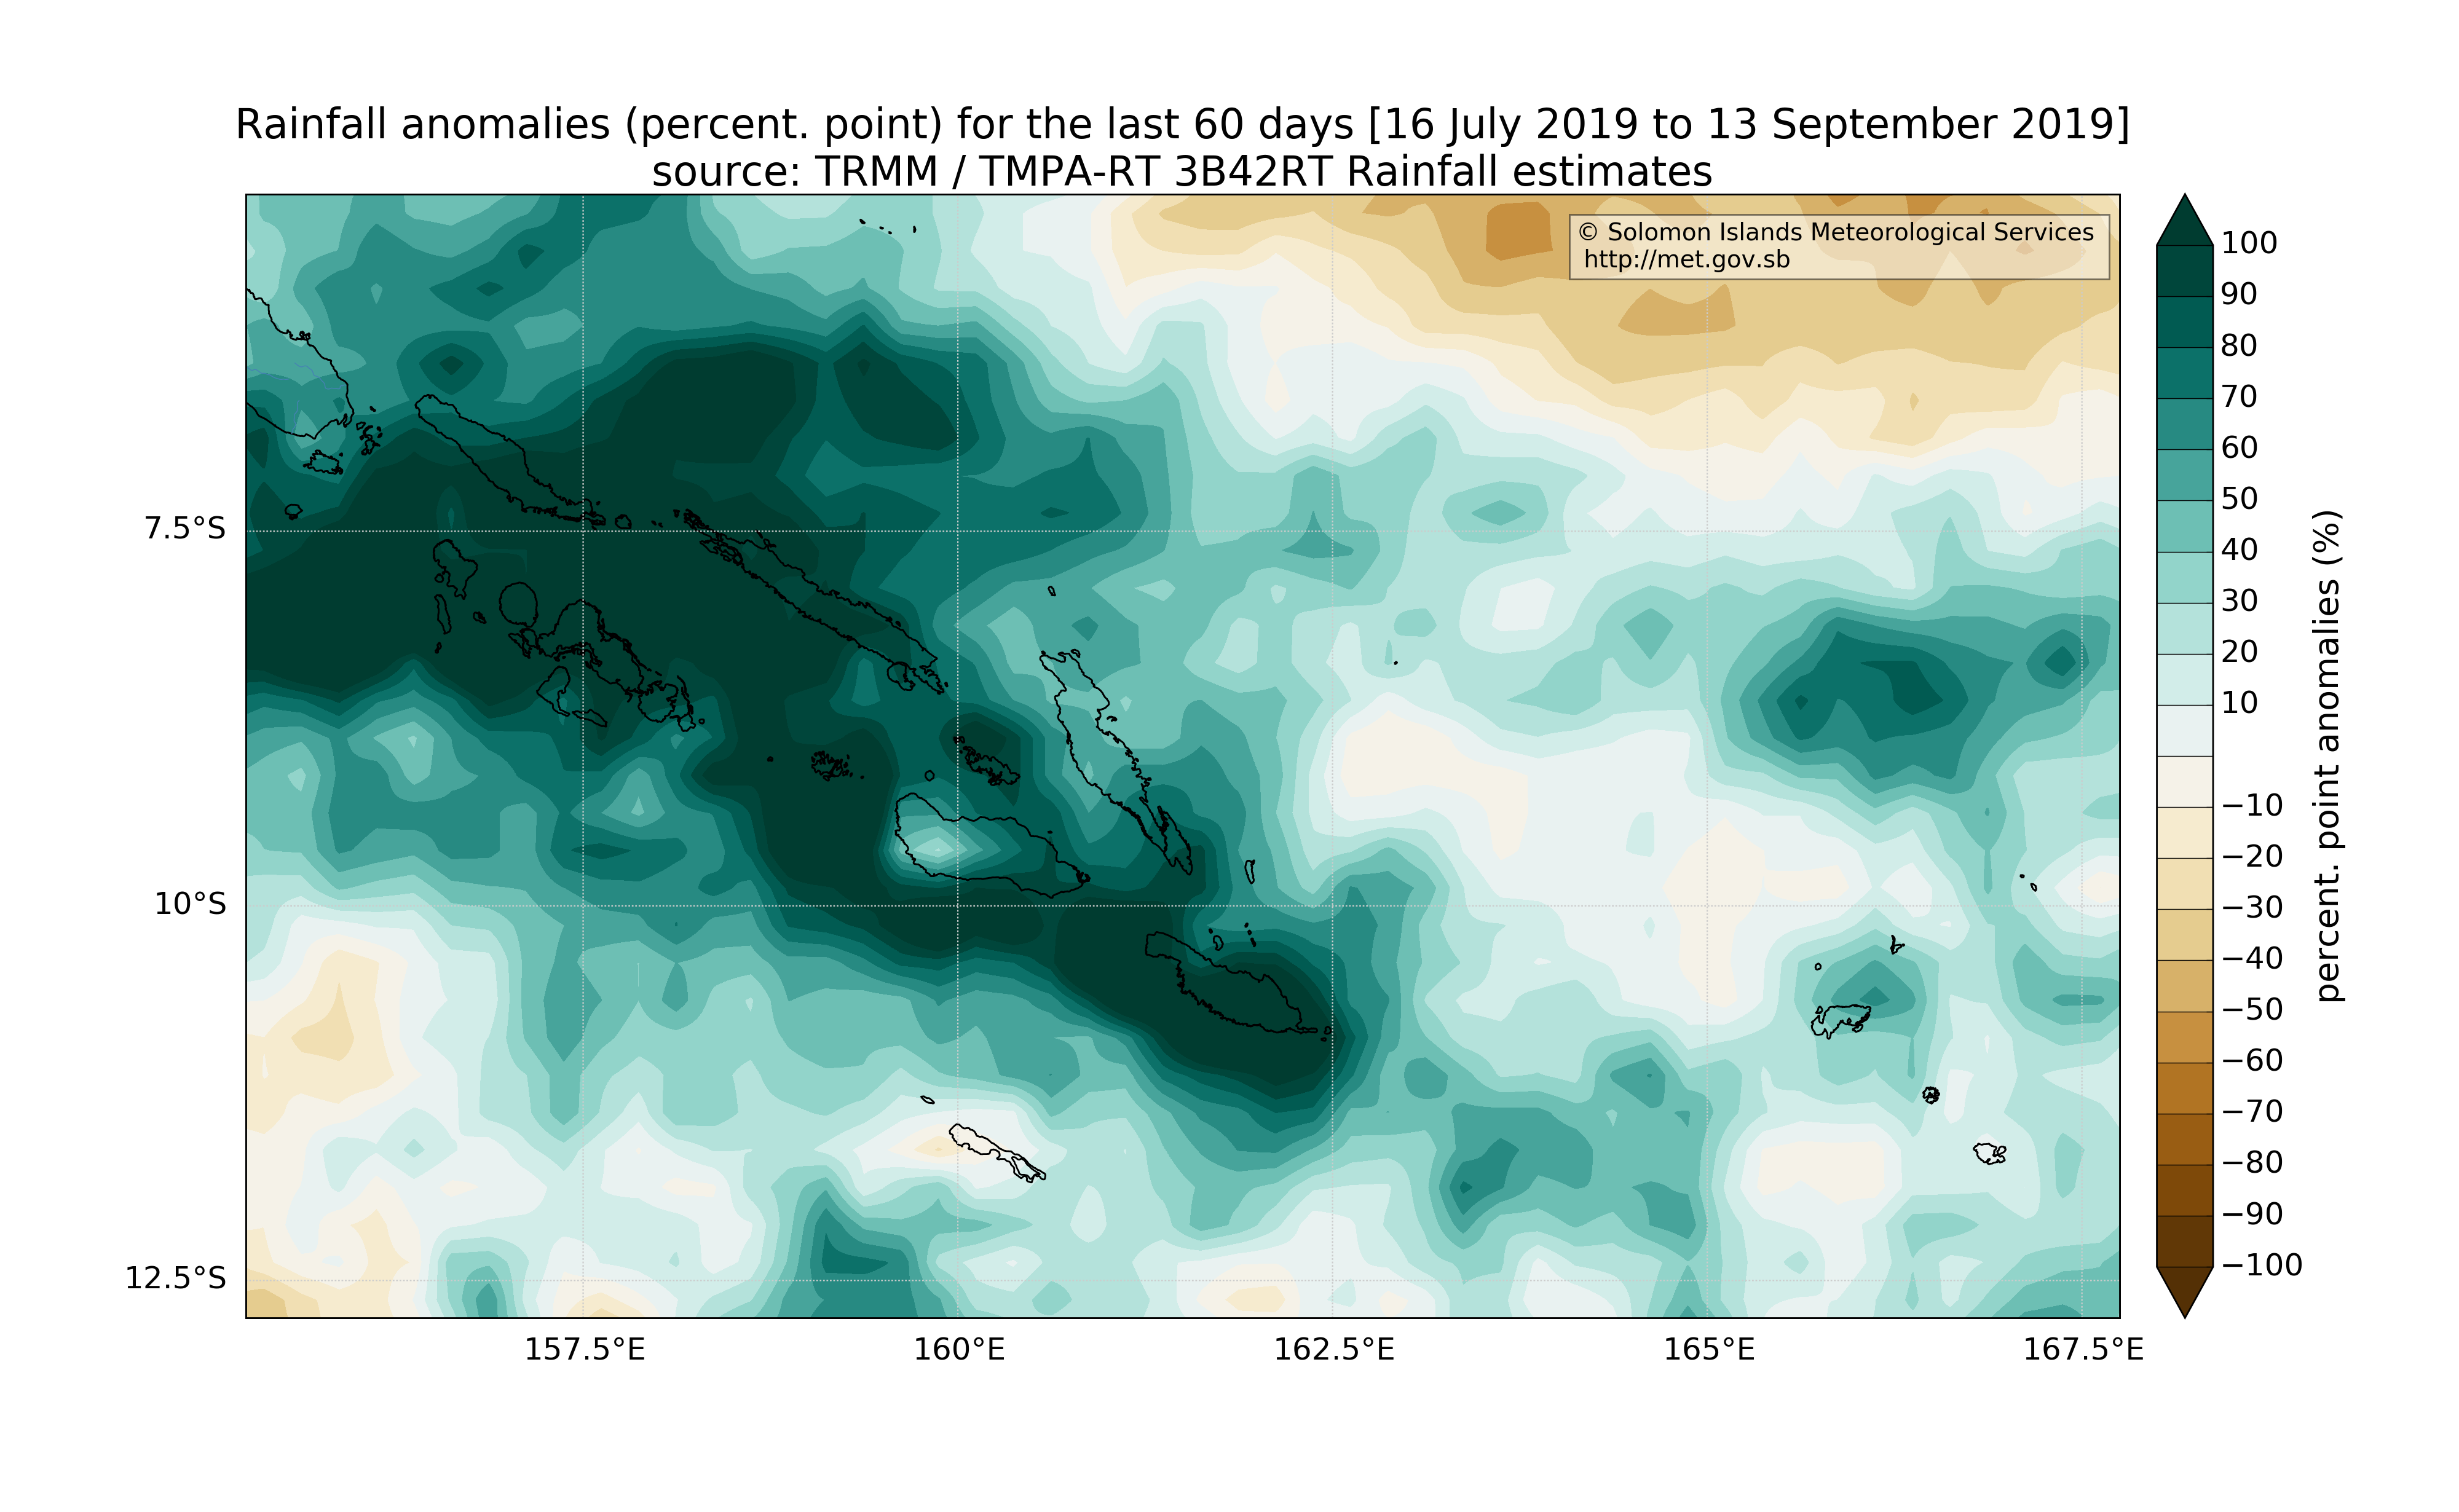 Rainfall anomalies (percent. point) for the last 60 days [16 July 2019 to 13 September 2019]
source: TRMM / TMPA-RT 3B42RT Rainfall estimates
© Solomon Islands Meteorological Services
http://met.gov.sb
7.5°S
10°S
12.5°S
157.5°E
160°E
162.5°E
165°E
167.5°E
100
90
80
70
60
50
40
30
20
10
−10
−20
−30
−40
−50
−60
−70
−80
−90
−100
percent. point anomalies (%)